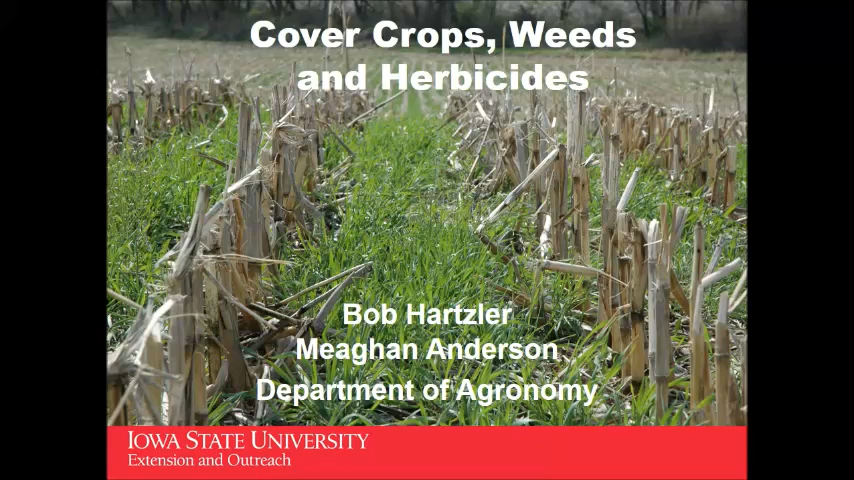 Cover Crops, Weeds
and Herbicides
Bob Hartzler
Meaghan Anderson
Department of Agronomy
IOWA STATE UNIVERSITY
Extension and Outreach